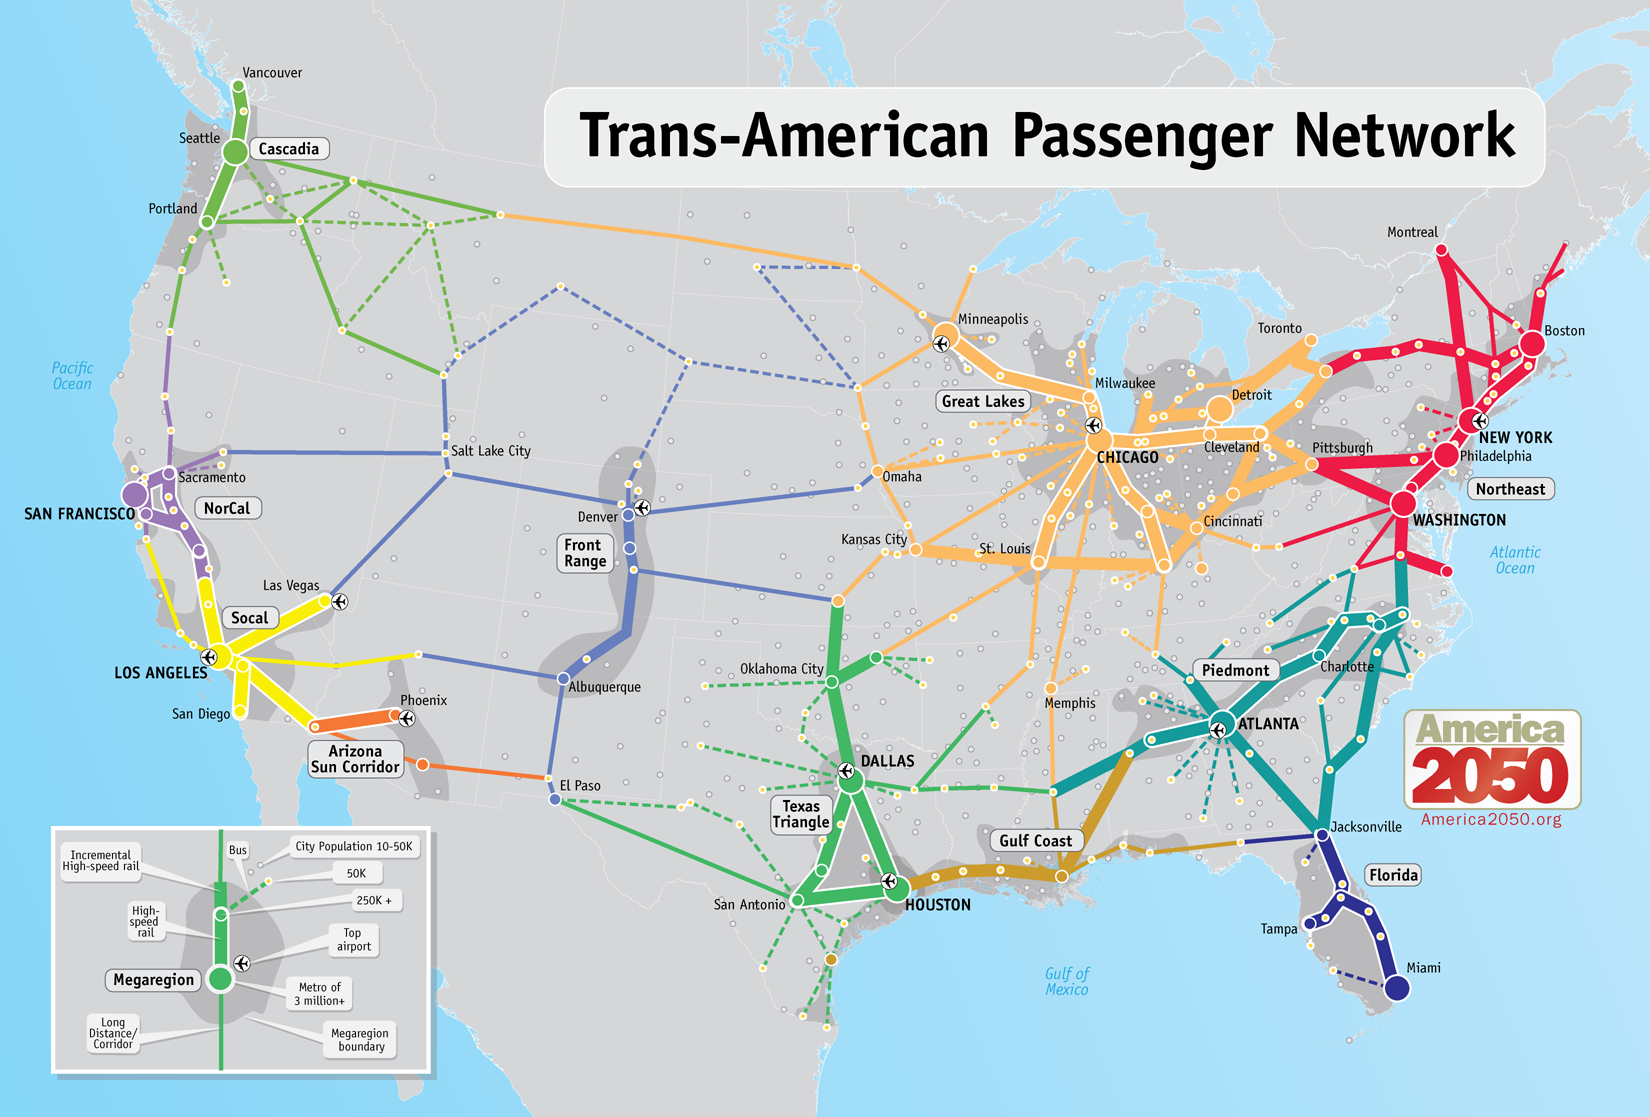 Trans-American Passenger Network
Vancouver
Seattle
Cascadia
Portland
Montreal
Minneapolis
Toronto
Boston
Pacific
Ocean
Milwaukee
Detroit
Great Lakes
NEW YORK
Salt Lake City
CHICAGO
Cleveland
Pittsburgh
Philadelphia
Sacramento
Omaha
Northeast
SAN FRANCISCO
NorCal
Denver
Cincinnati
WASHINGTON
Front
Range
Kansas City
St. Louis
Atlantic
Ocean
Las Vegas
Socal
LOS ANGELES
Oklahoma City
Piedmont
Charlotte
Albuquerque
Phoenix
Memphis
San Diego
ATLANTA
America
2050
America2050.org
Arizona
Sun Corridor
DALLAS
El Paso
Texas
Triangle
Gulf Coast
Jacksonville
Florida
San Antonio
HOUSTON
Tampa
Miami
Gulf of
Mexico
Incremental
High-speed rail
Bus
City Population 10-50K
50K
250K +
High-
speed
rail
Top
airport
Megaregion
Metro of
3 million+
Long
Distance/
Corridor
Megaregion
boundary